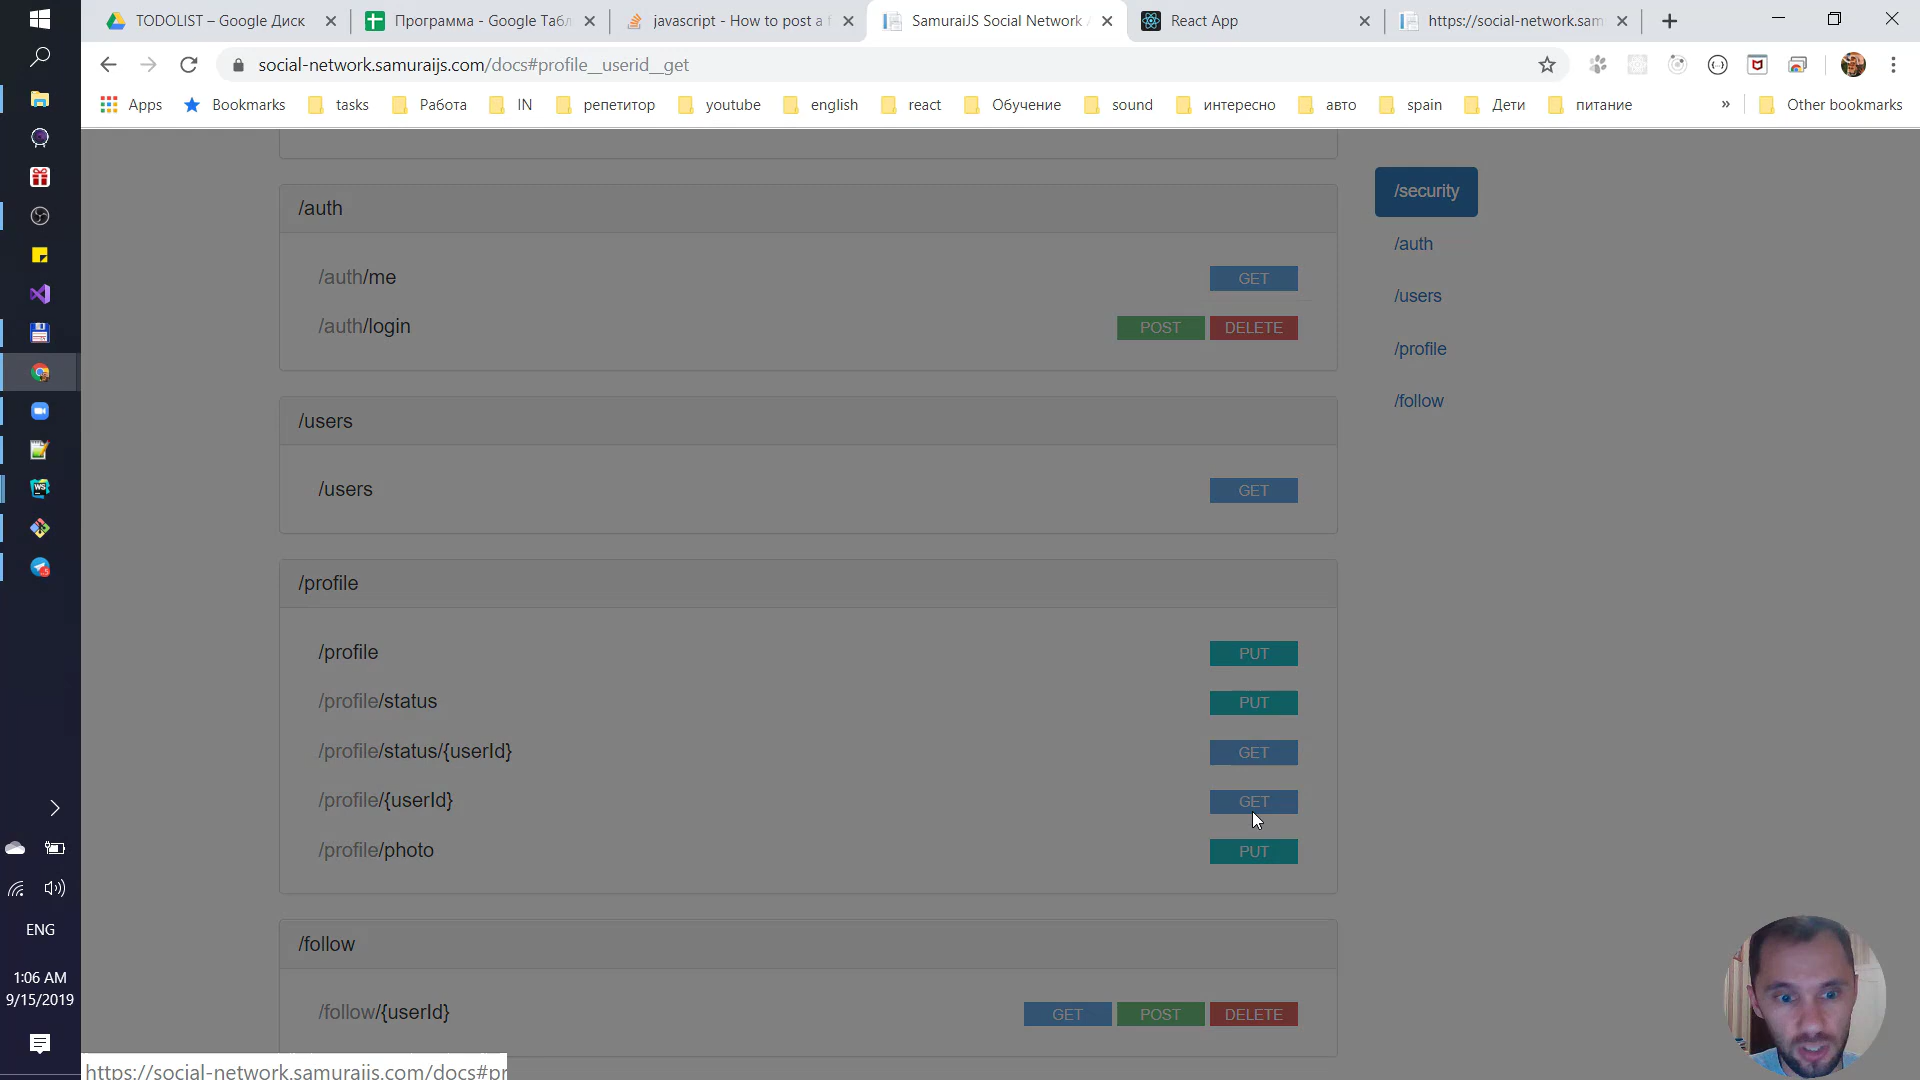 TODOLIST – Google Диск
Программа - Google Табл
javascript - How to post a f
SamuraiJS Social Network
React App
https://social-network.sam
social-network.samuraijs.com/docs#profile__userid__get
Apps
Bookmarks
tasks
Работа
IN
репетитор
youtube
english
react
Обучение
sound
интересно
авто
spain
Дети
питание
»
Other bookmarks
/auth
/auth/me GET
/auth/login POST DELETE
/users
/users GET
/profile
/profile PUT
/profile/status PUT
/profile/status/{userId} GET
/profile/{userId} GET
/profile/photo PUT
/follow
/follow/{userId} GET POST DELETE
/security
/auth
/users
/profile
/follow
WS
ENG
1:06 AM
9/15/2019
https://social-network.samuraijs.com/docs#pr